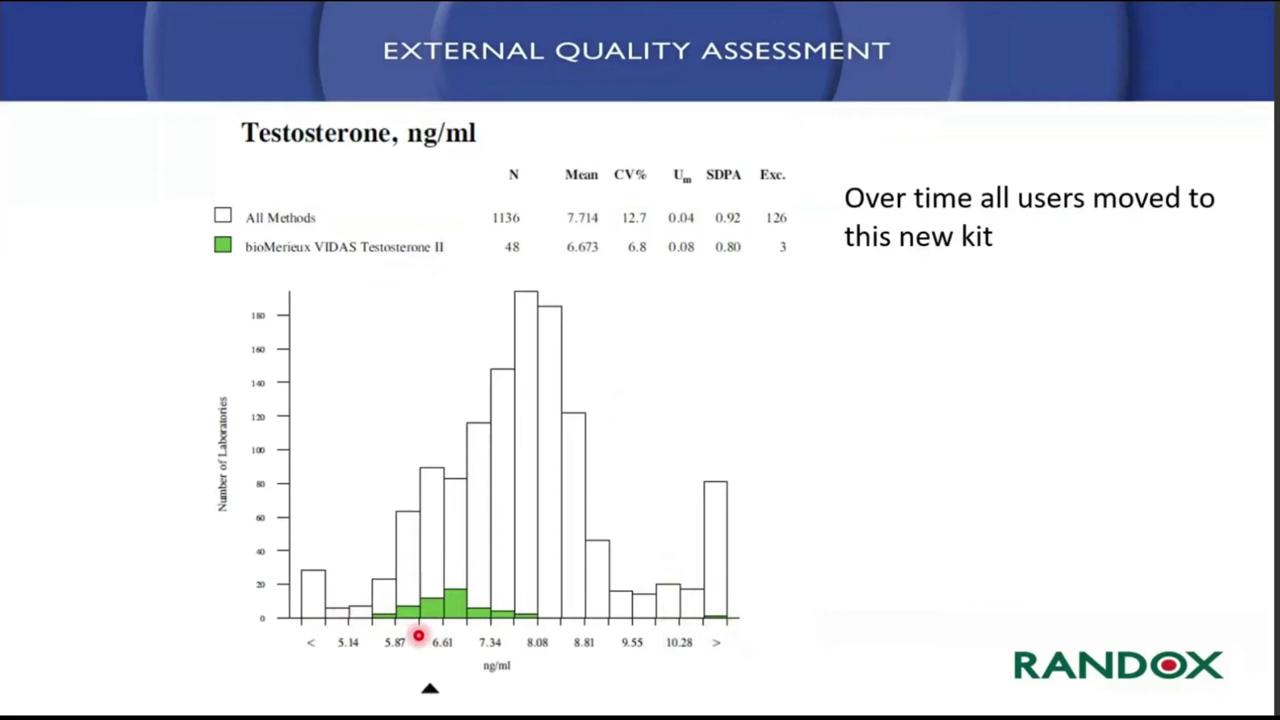 EXTERNAL QUALITY ASSESSMENT
Testosterone, ng/ml
N Mean CV% Um SDPA Exc.
All Methods 1136 7.714 12.7 0.04 0.92 126
bioMerieux VIDAS Testosterone II 48 6.673 6.8 0.08 0.80 3
Over time all users moved to
this new kit
Number of Laboratories
180
160
140
120
100
80
60
40
20
0
< 5.14 5.87 6.61 7.34 8.08 8.81 9.55 10.28 >
ng/ml
RANDOX